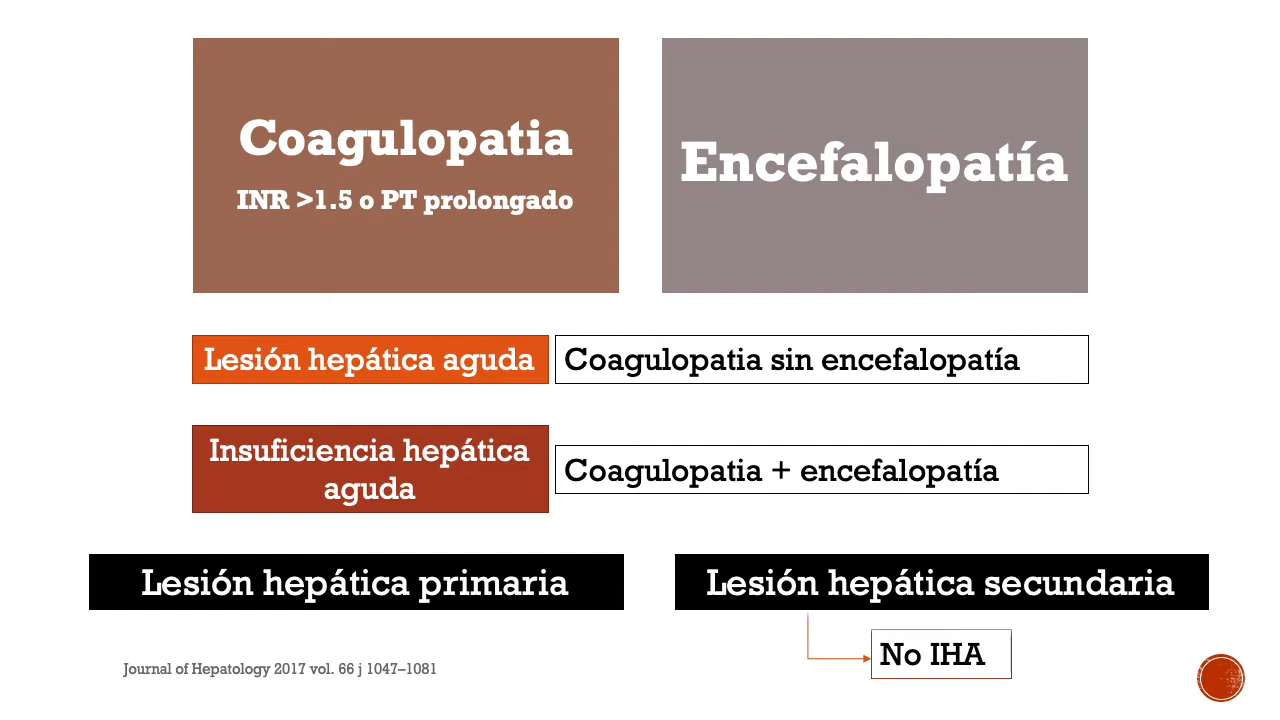 Coagulopatia
INR >1.5 o PT prolongado
Encefalopatía
Lesión hepática aguda
Coagulopatia sin encefalopatía
Insuficiencia hepática
aguda
Coagulopatia + encefalopatía
Lesión hepática primaria
Lesión hepática secundaria
No IHA
Journal of Hepatology 2017 vol. 66 j 1047–1081